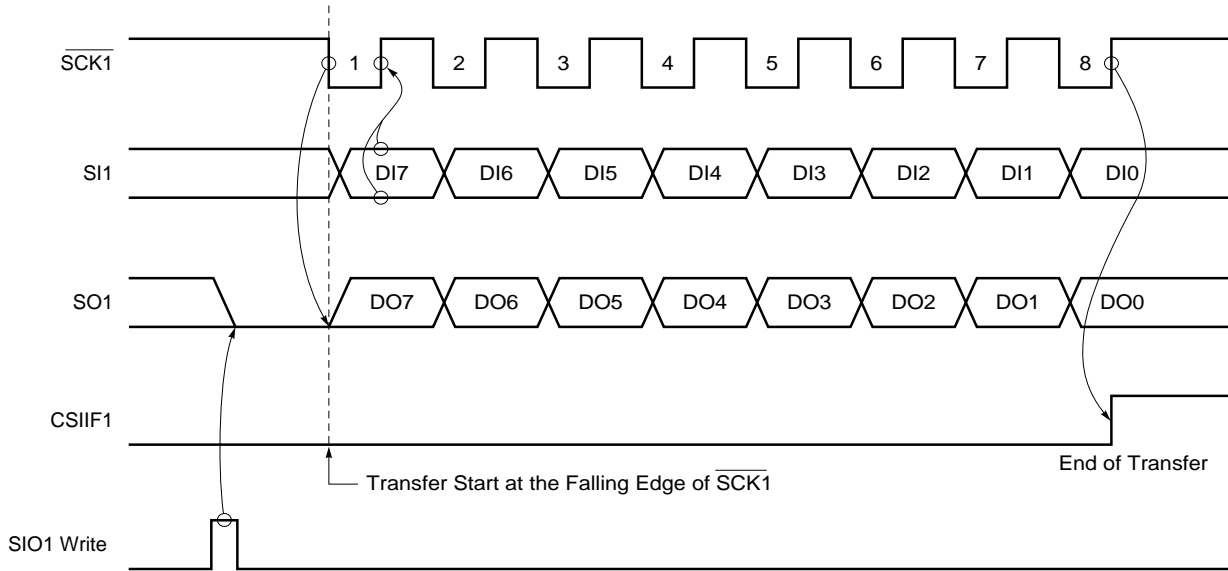 SCK1 1 2 3 4 5 6 7 8
SI1 DI7 DI6 DI5 DI4 DI3 DI2 DI1 DI0
SO1 DO7 DO6 DO5 DO4 DO3 DO2 DO1 DO0
CSIIF1
End of Transfer
Transfer Start at the Falling Edge of SCK1
SIO1 Write